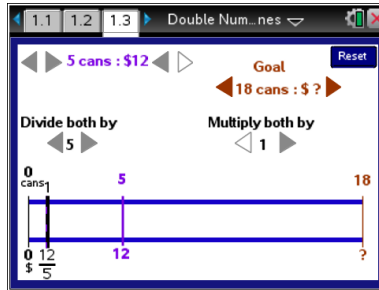 1.1 1.2 1.3 Double Num...nes
5 cans : $12
Goal
Reset
18 cans : $ ?
Divide both by
5
Multiply both by
1
0 5 18
cans 1
0 12/5 12 ?
$